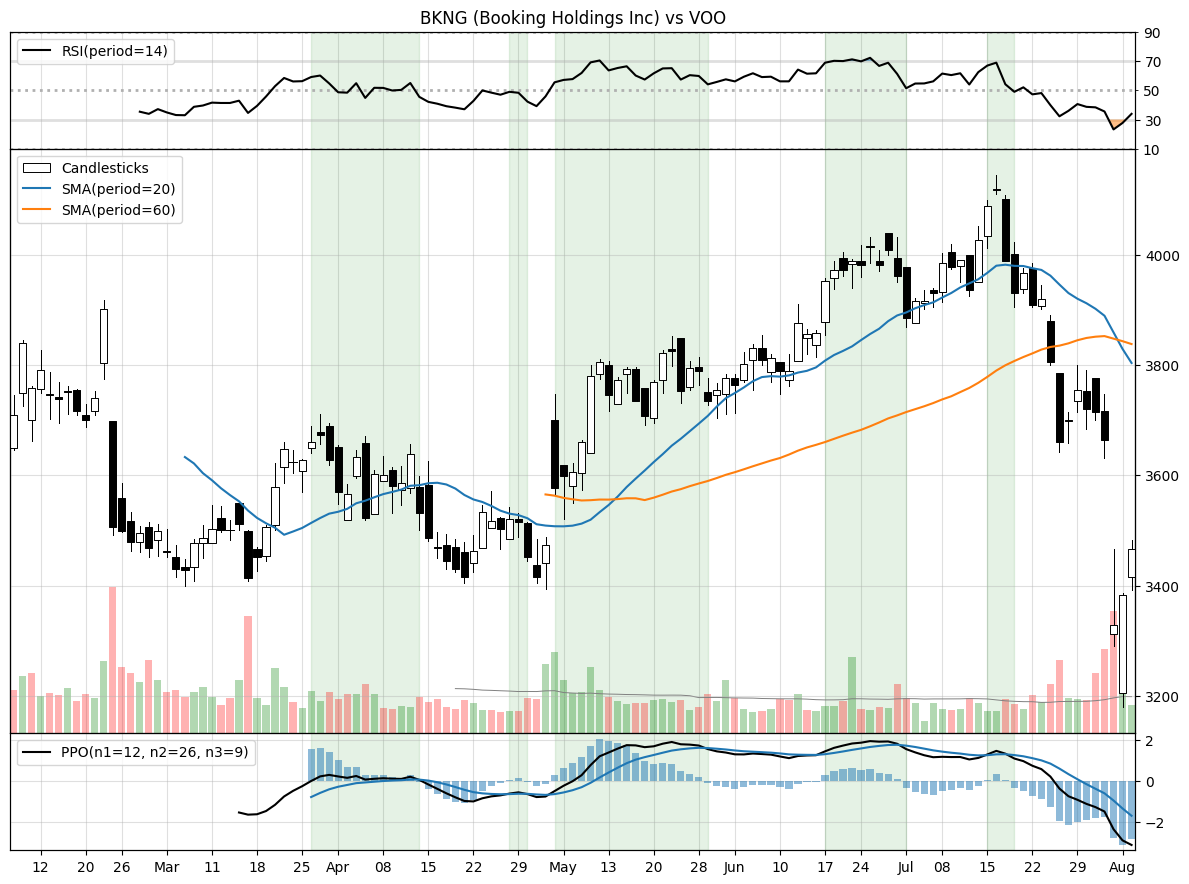 BKNG (Booking Holdings Inc) vs VOO
RSI(period=14)
90
70
50
30
10
Candlesticks
SMA(period=20)
SMA(period=60)
4000
3800
3600
3400
3200
PPO(n1=12, n2=26, n3=9)
2
0
−2
12 20 26 Mar 11 18 25 Apr 08 15 22 29 May 13 20 28 Jun 10 17 24 Jul 08 15 22 29 Aug